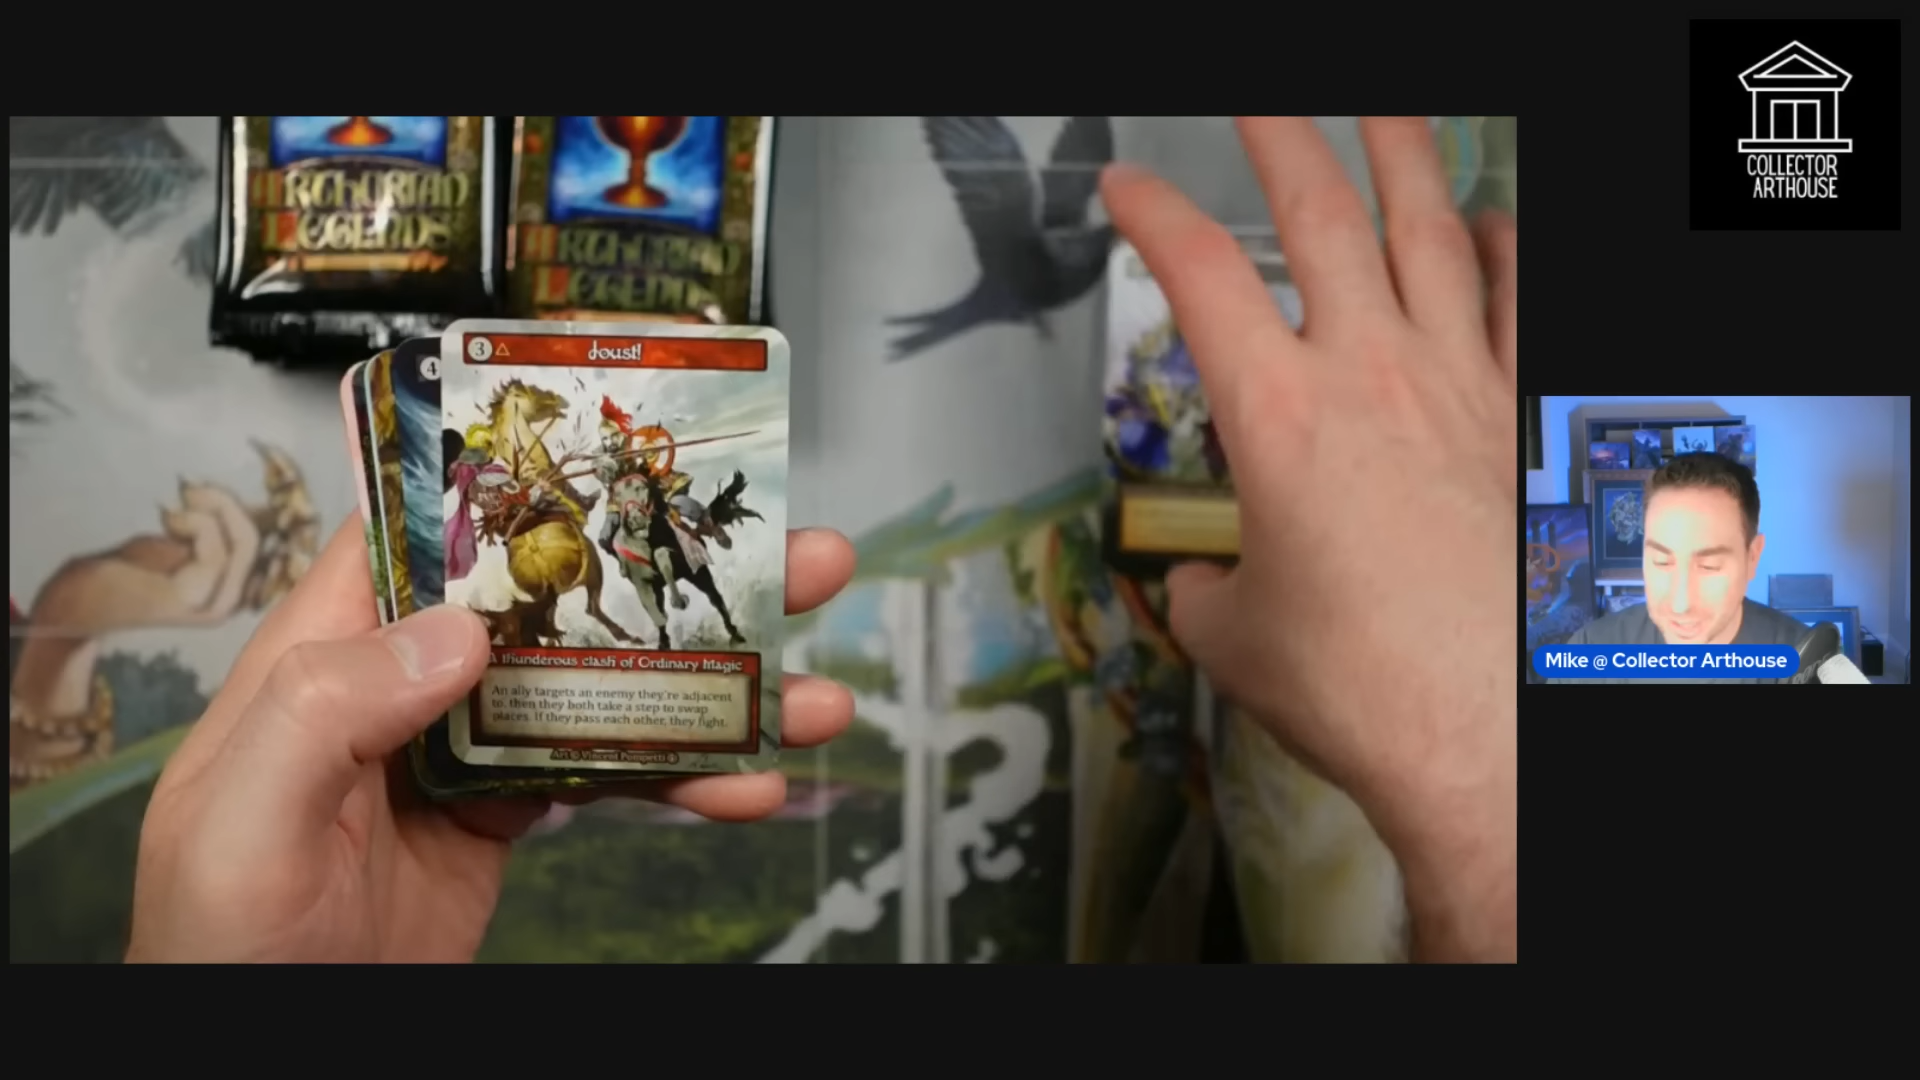 COLLECTOR
ARTHOUSE
ARTHURIAN
LEGENDS
ARTHURIAN
LEGENDS
4
3
Joust!
A thunderous clash of Ordinary Magic
An ally targets an enemy they're adjacent
to, then they both take a step to swap
places. If they pass each other, they fight.
Art © Vincent Pompetti
Mike @ Collector Arthouse